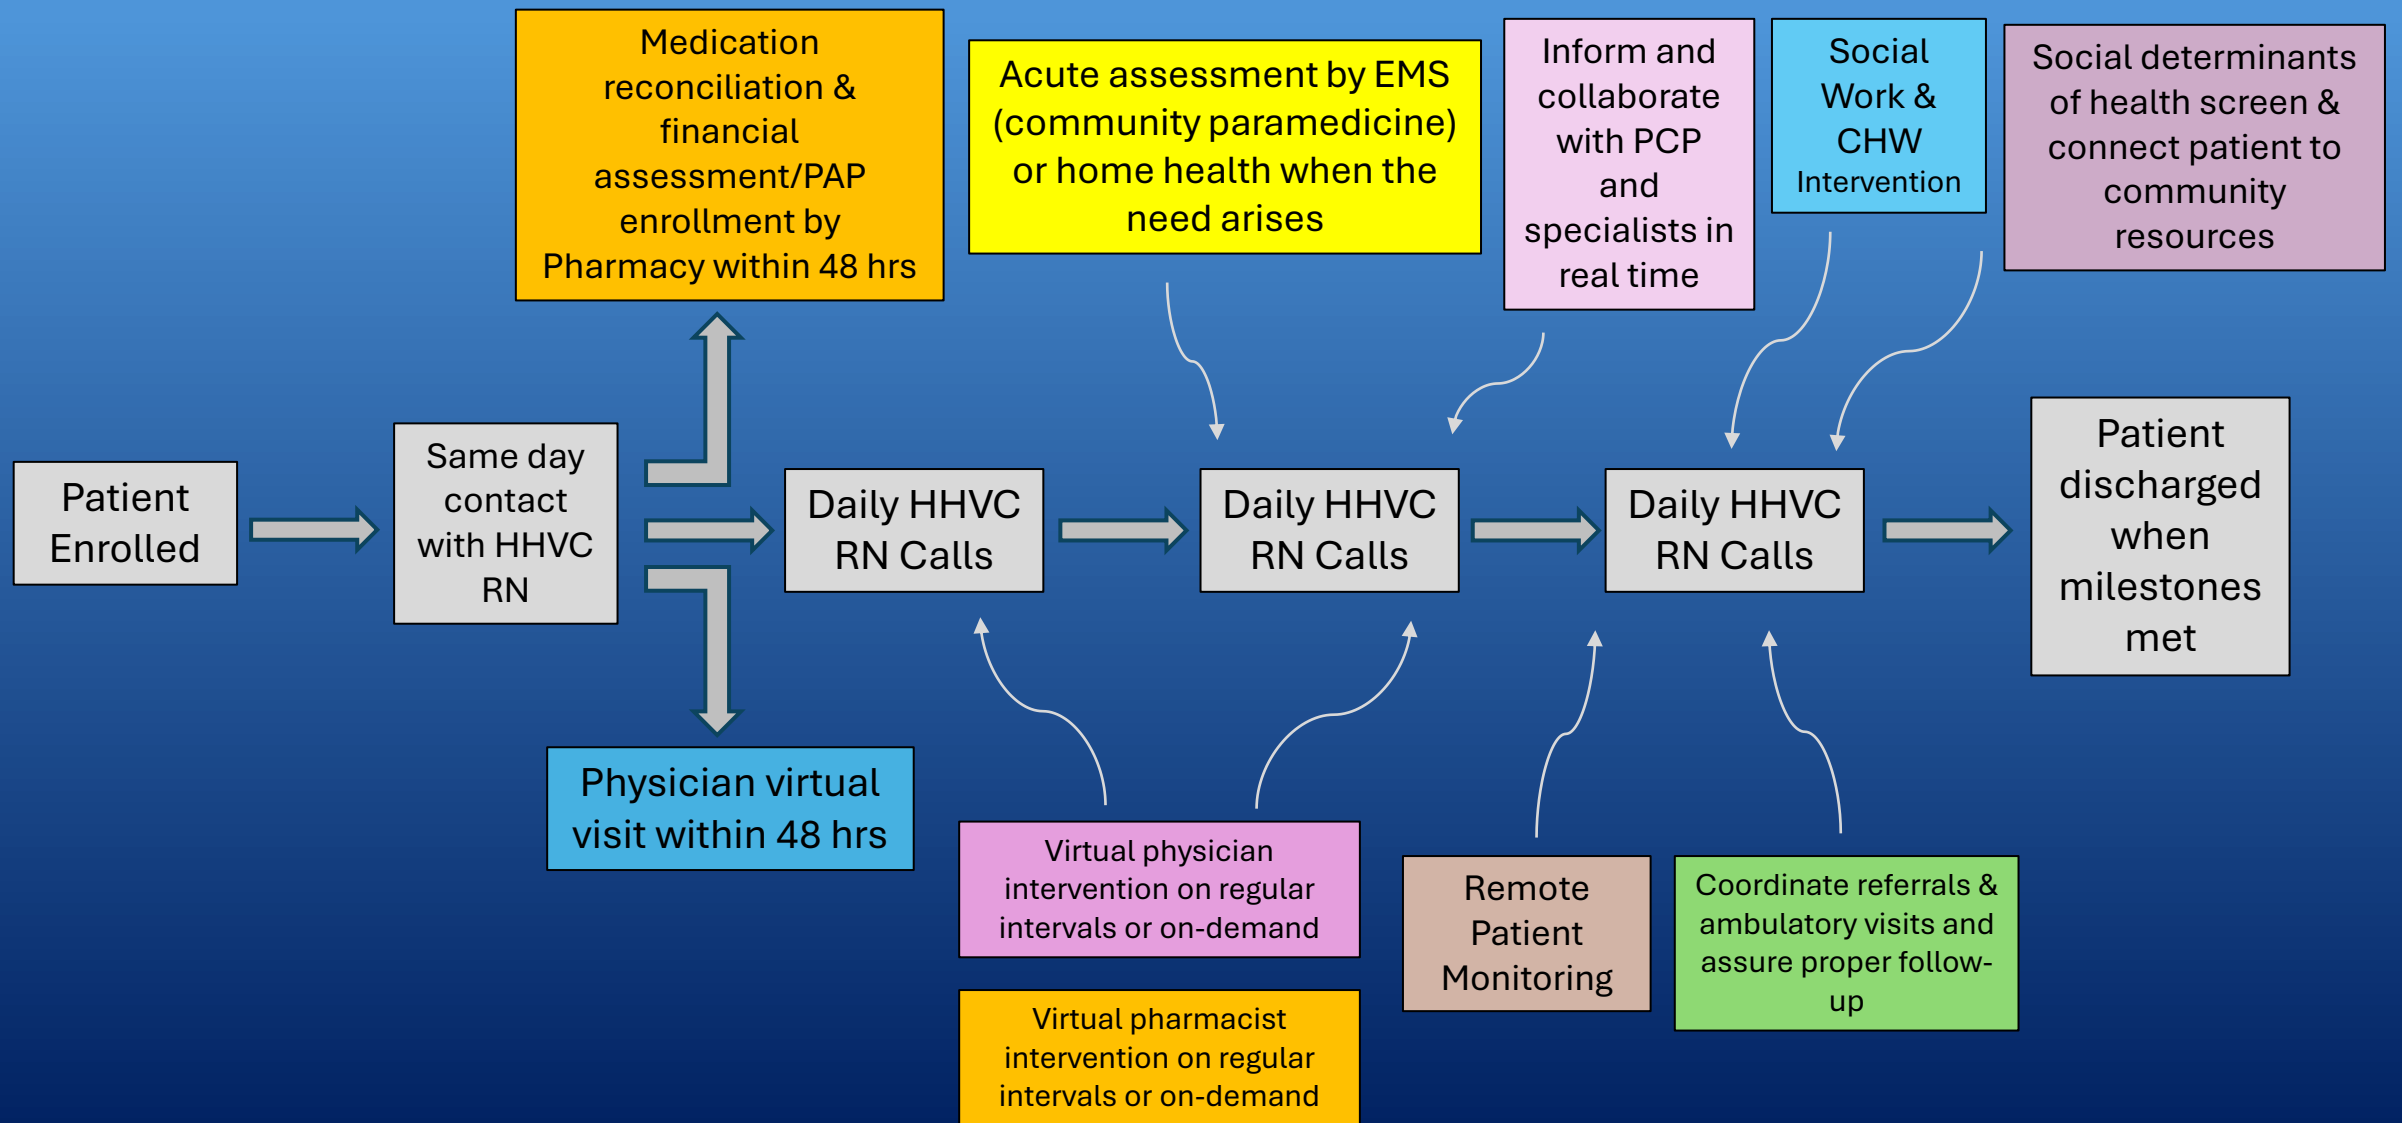 Medication
reconciliation &
financial
assessment/PAP
enrollment by
Pharmacy within 48 hrs
Acute assessment by EMS
(community paramedicine)
or home health when the
need arises
Inform and
collaborate
with PCP
and
specialists in
real time
Social
Work &
CHW
Intervention
Social determinants
of health screen &
connect patient to
community
resources
Patient
Enrolled
Same day
contact
with HHVC
RN
Daily HHVC
RN Calls
Daily HHVC
RN Calls
Daily HHVC
RN Calls
Patient
discharged
when
milestones
met
Physician virtual
visit within 48 hrs
Virtual physician
intervention on regular
intervals or on-demand
Virtual pharmacist
intervention on regular
intervals or on-demand
Remote
Patient
Monitoring
Coordinate referrals &
ambulatory visits and
assure proper follow-
up